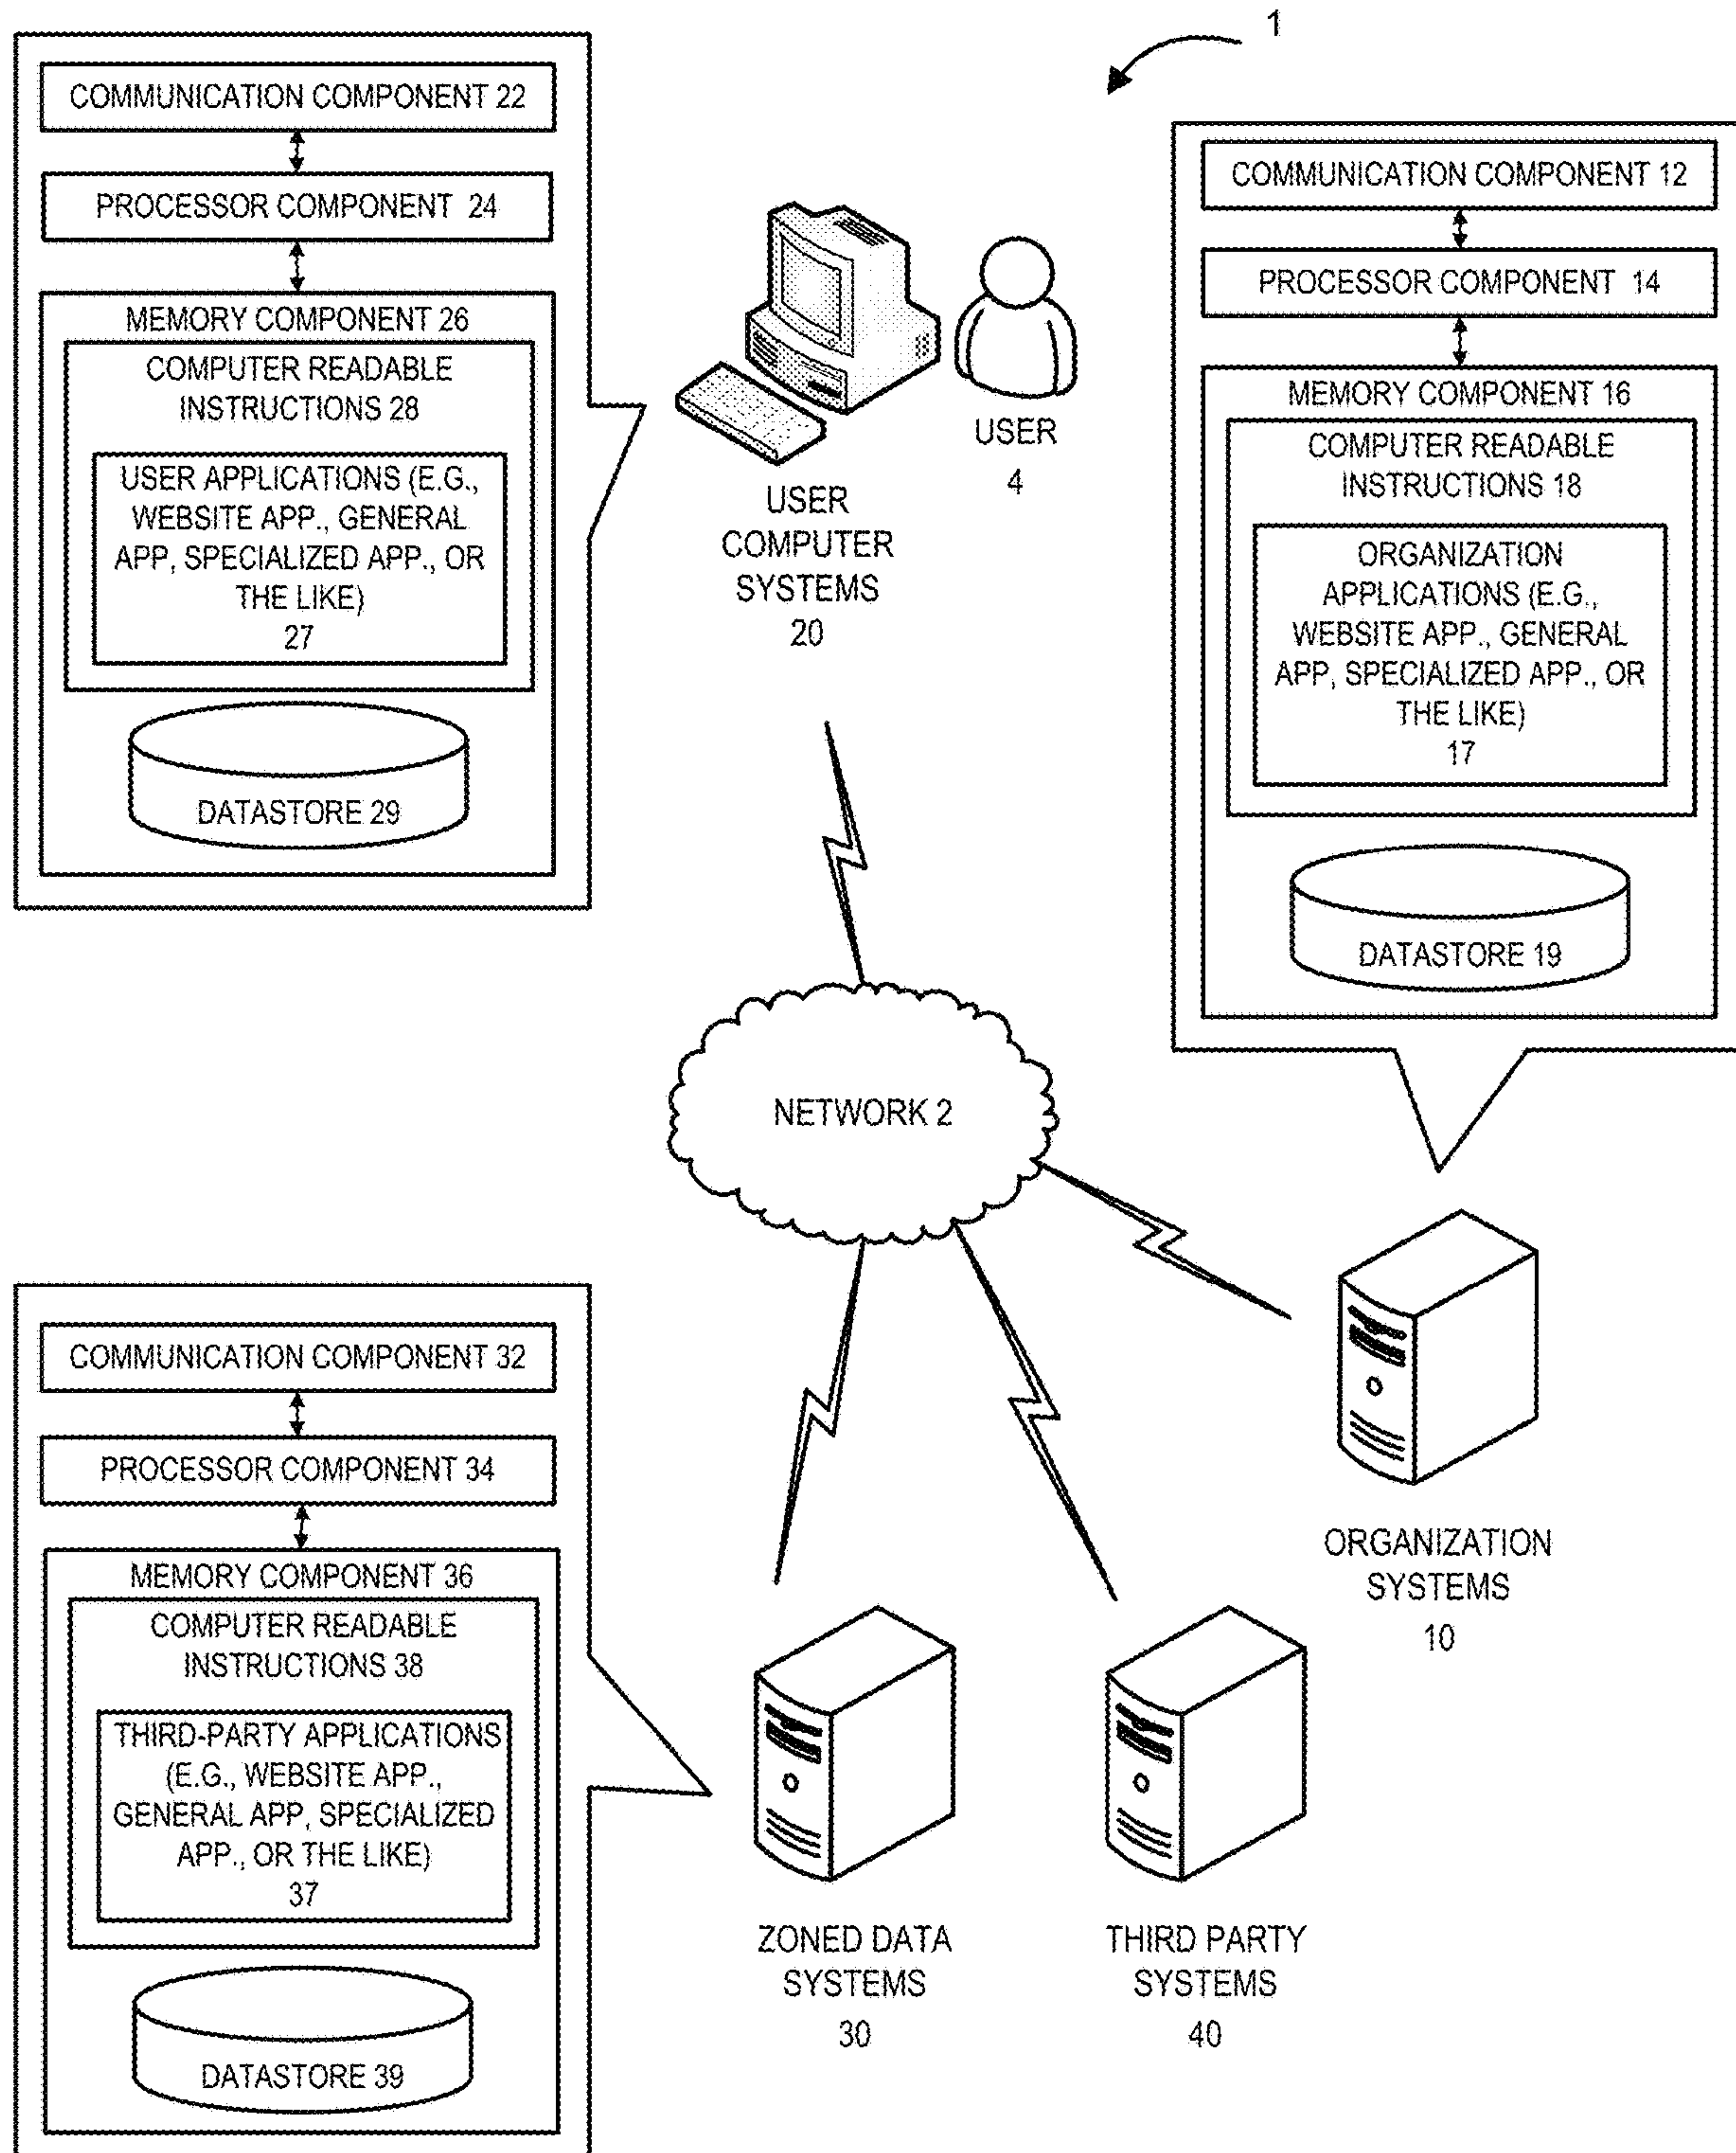 1
COMMUNICATION COMPONENT 22
PROCESSOR COMPONENT 24
MEMORY COMPONENT 26
COMPUTER READABLE
INSTRUCTIONS 28
USER APPLICATIONS (E.G.,
WEBSITE APP., GENERAL
APP, SPECIALIZED APP., OR
THE LIKE)
27
DATASTORE 29
USER
COMPUTER
SYSTEMS
20
USER
4
COMMUNICATION COMPONENT 12
PROCESSOR COMPONENT 14
MEMORY COMPONENT 16
COMPUTER READABLE
INSTRUCTIONS 18
ORGANIZATION
APPLICATIONS (E.G.,
WEBSITE APP., GENERAL
APP, SPECIALIZED APP., OR
THE LIKE)
17
DATASTORE 19
NETWORK 2
ORGANIZATION
SYSTEMS
10
COMMUNICATION COMPONENT 32
PROCESSOR COMPONENT 34
MEMORY COMPONENT 36
COMPUTER READABLE
INSTRUCTIONS 38
THIRD-PARTY APPLICATIONS
(E.G., WEBSITE APP.,
GENERAL APP, SPECIALIZED
APP., OR THE LIKE)
37
DATASTORE 39
ZONED DATA
SYSTEMS
30
THIRD PARTY
SYSTEMS
40